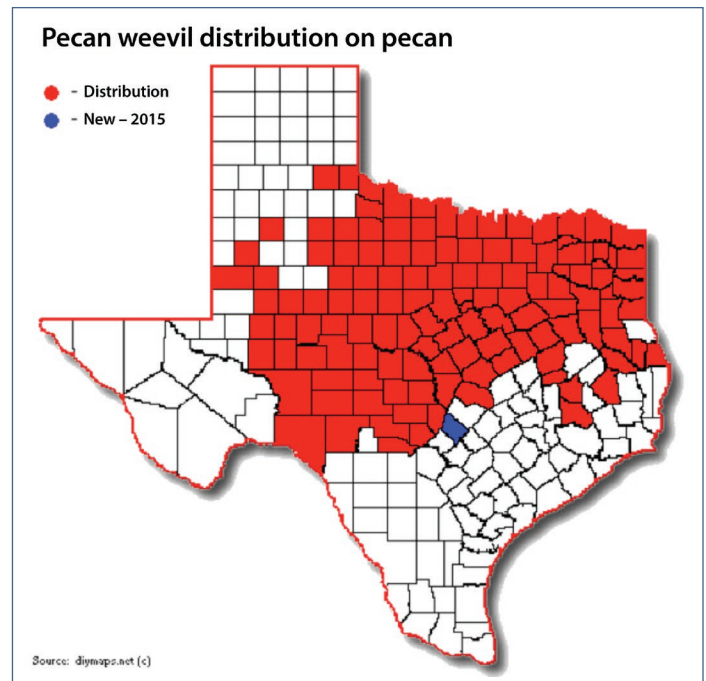 Pecan weevil distribution on pecan
- Distribution
- New – 2015
Source: diymaps.net (c)